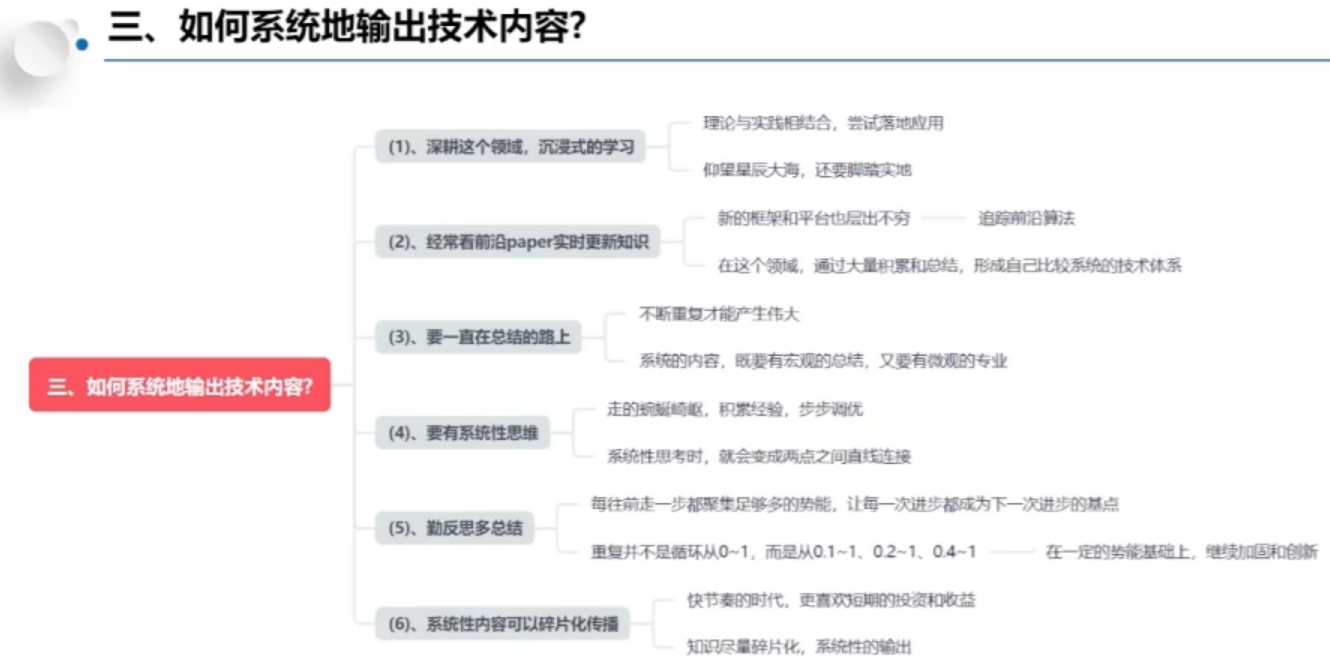 三、如何系统地输出技术内容?
三、如何系统地输出技术内容?
(1)、深耕这个领域，沉浸式的学习
理论与实践相结合，尝试落地应用
仰望星辰大海，还要脚踏实地
(2)、经常看前沿paper实时更新知识
新的框架和平台也层出不穷
追踪前沿算法
在这个领域，通过大量积累和总结，形成自己比较系统的技术体系
(3)、要一直在总结的路上
不断重复才能产生伟大
系统的内容，既要有宏观的总结，又要有微观的专业
(4)、要有系统性思维
走的蜿蜒崎岖，积累经验，步步调优
系统性思考时，就会变成两点之间直线连接
(5)、勤反思多总结
每往前走一步都聚集足够多的势能，让每一次进步都成为下一次进步的基点
重复并不是循环从0~1，而是从0.1~1、0.2~1、0.4~1
在一定的势能基础上，继续加固和创新
(6)、系统性内容可以碎片化传播
快节奏的时代，更喜欢短期的投资和收益
知识尽量碎片化，系统性的输出